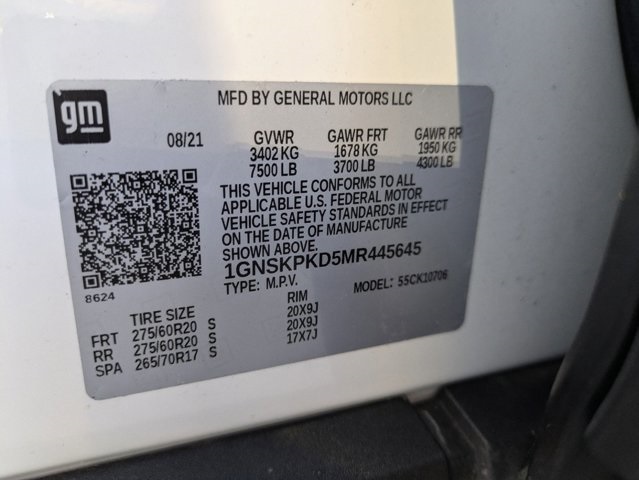 gm
MFD BY GENERAL MOTORS LLC
08/21 GVWR GAWR FRT GAWR RR
3402 KG 1678 KG 1950 KG
7500 LB 3700 LB 4300 LB
THIS VEHICLE CONFORMS TO ALL
APPLICABLE U.S. FEDERAL MOTOR
VEHICLE SAFETY STANDARDS IN EFFECT
ON THE DATE OF MANUFACTURE
SHOWN ABOVE.
1GNSKPKD5MR445645
TYPE: M.P.V. MODEL: 55CK10706
8624
TIRE SIZE RIM
FRT 275/60R20 S 20X9J
RR 275/60R20 S 20X9J
SPA 265/70R17 S 17X7J